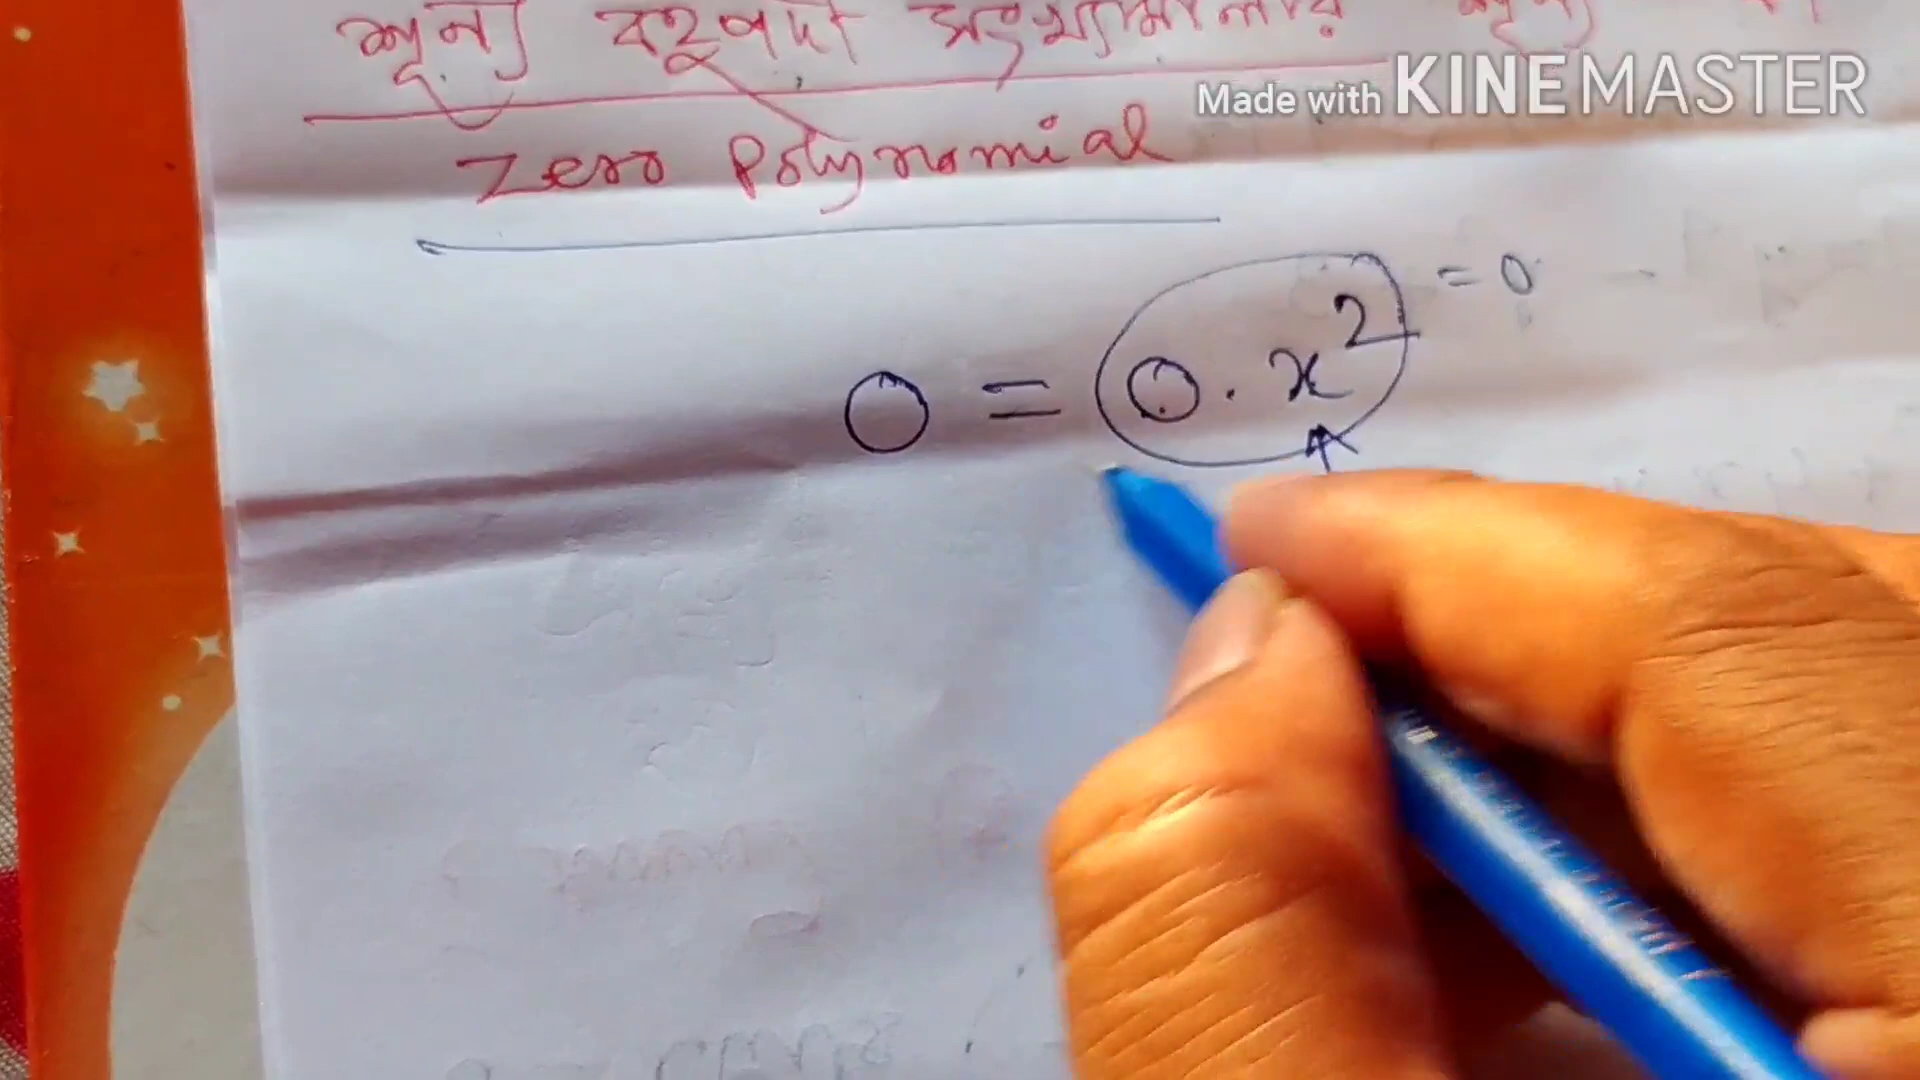 শূন্য বহুপদী সংখ্যামালার শূন্য
Made with KINEMASTER
Zero Polynomial
0 = 0 . x² = 0